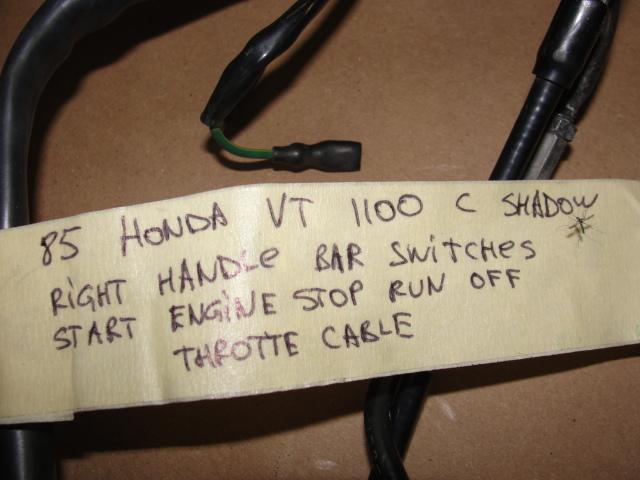 85 HONDA VT 1100 C SHADOW
RIGHT HANDLe BAR SWiTCHeS
START ENGiNE STOP RUN OFF
THROTTE CABLE